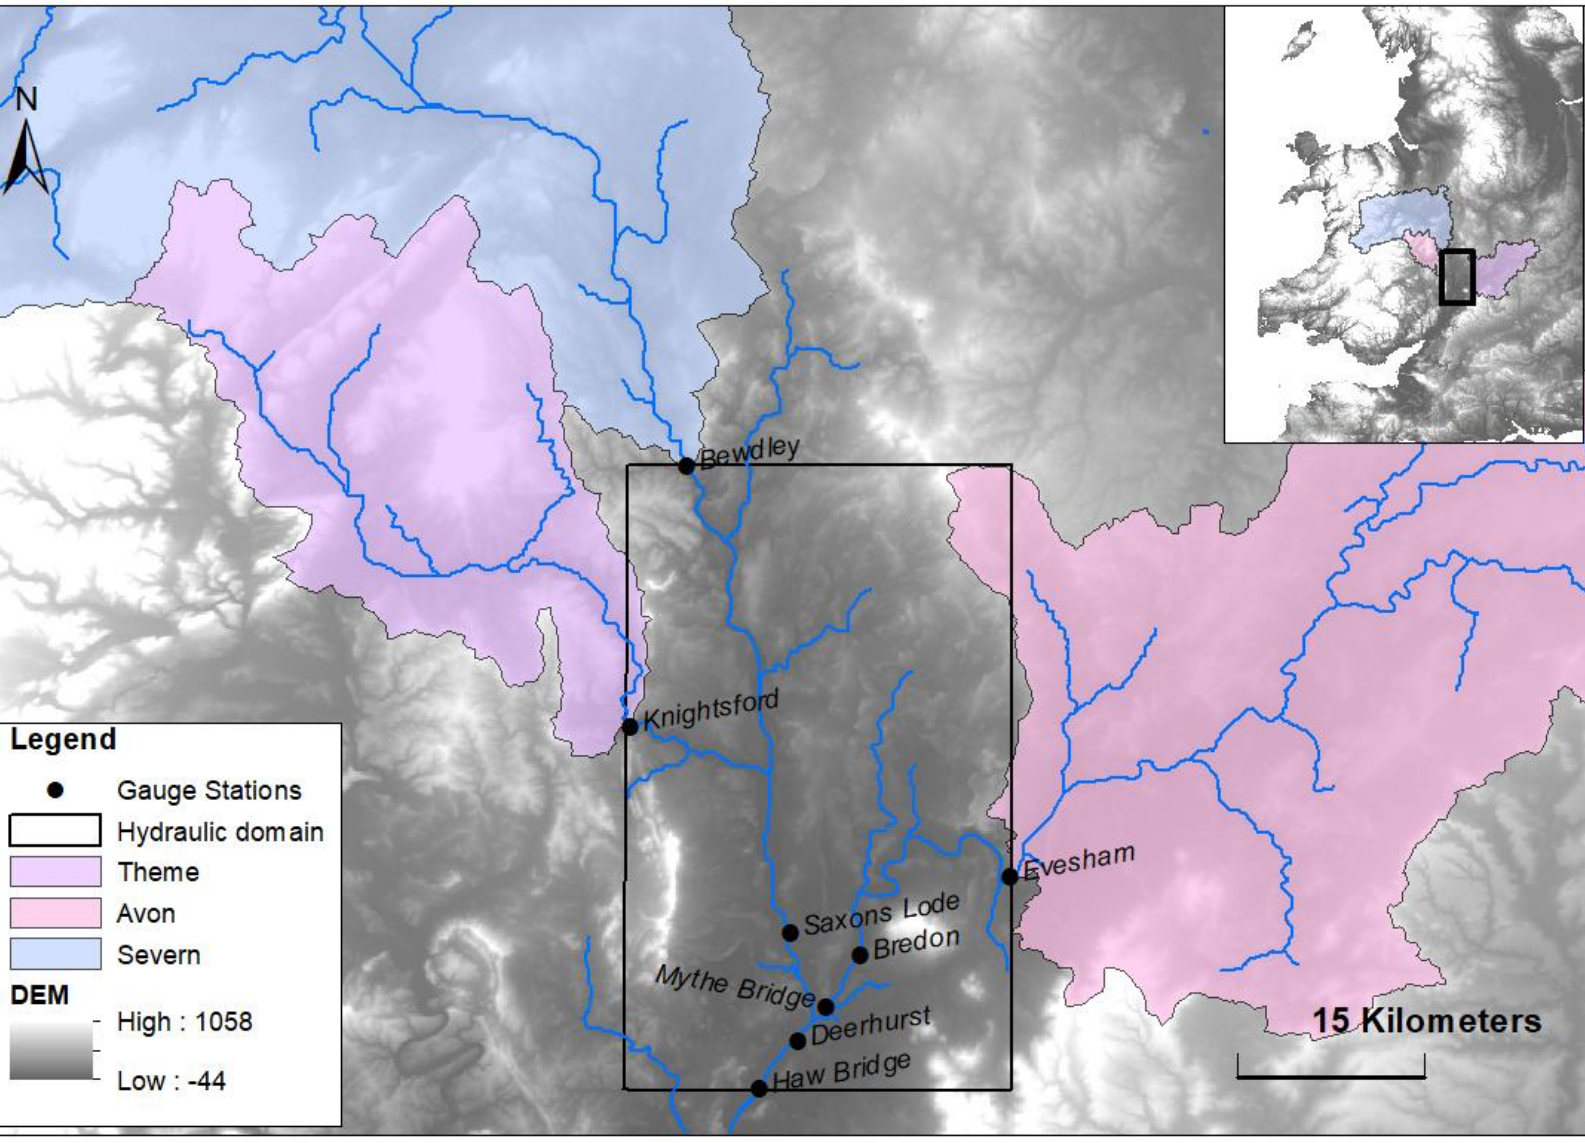 N
Bewdley
Knightsford
Evesham
Saxons Lode
Bredon
Mythe Bridge
Deerhurst
Haw Bridge
Legend
Gauge Stations
Hydraulic domain
Theme
Avon
Severn
DEM
High : 1058
Low : -44
15 Kilometers